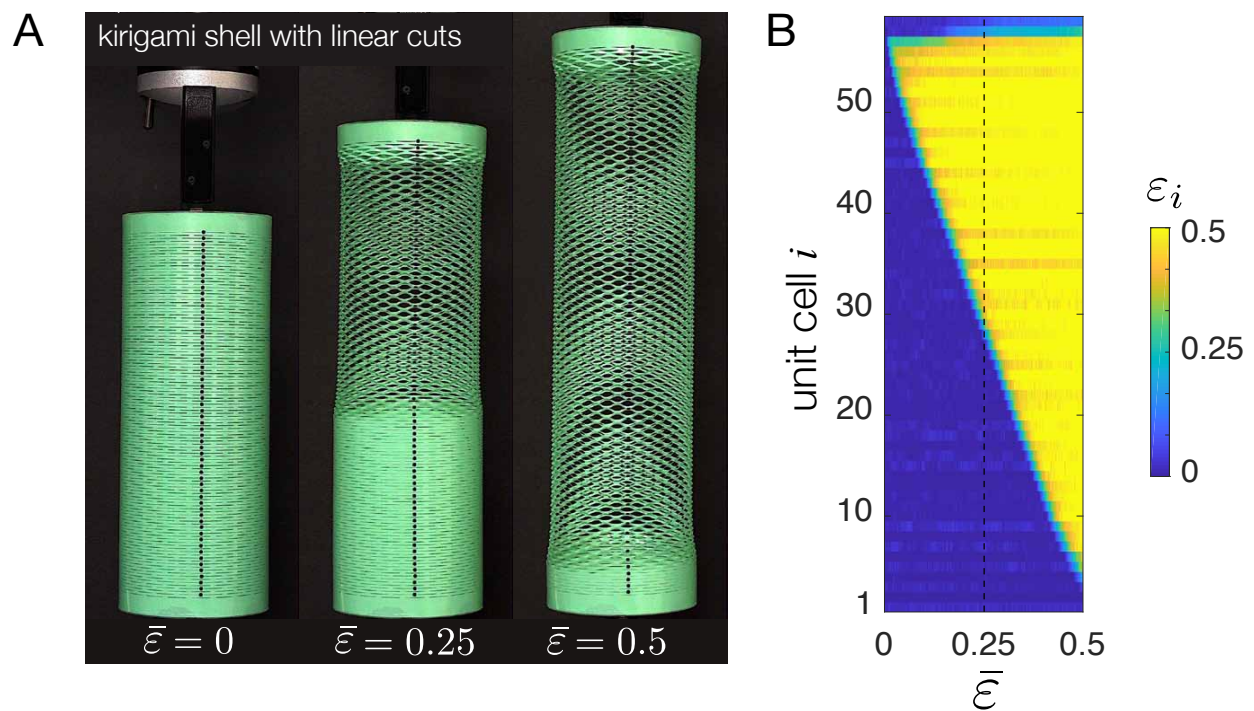 A
kirigami shell with linear cuts
ε̅ = 0
ε̅ = 0.25
ε̅ = 0.5
B
unit cell i
50
40
30
20
10
1
0
0.25
0.5
ε̅
εᵢ
0.5
0.25
0